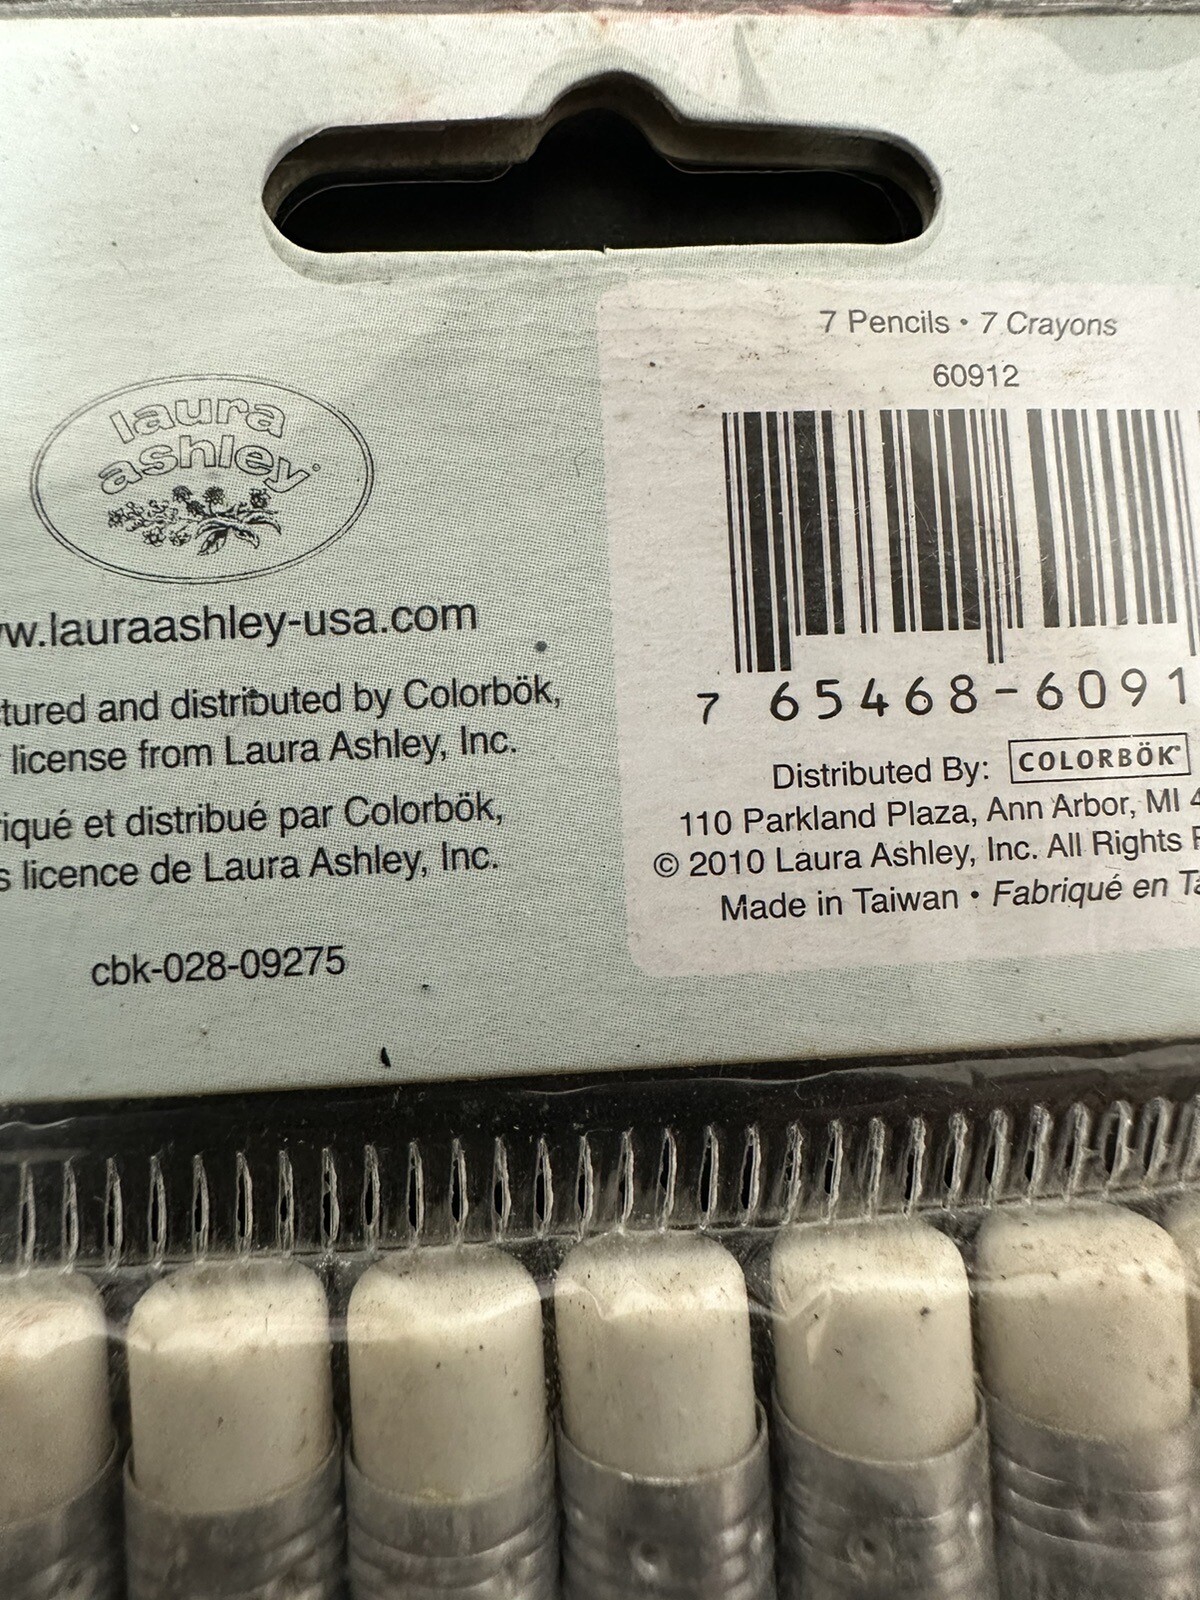 7 Pencils • 7 Crayons
60912
laura
ashley
w.lauraashley-usa.com
tured and distributed by Colorbök,
license from Laura Ashley, Inc.
iqué et distribué par Colorbök,
s licence de Laura Ashley, Inc.
cbk-028-09275
7 65468-6091
Distributed By: COLORBÖK
110 Parkland Plaza, Ann Arbor, MI 4
© 2010 Laura Ashley, Inc. All Rights
Made in Taiwan • Fabriqué en Ta